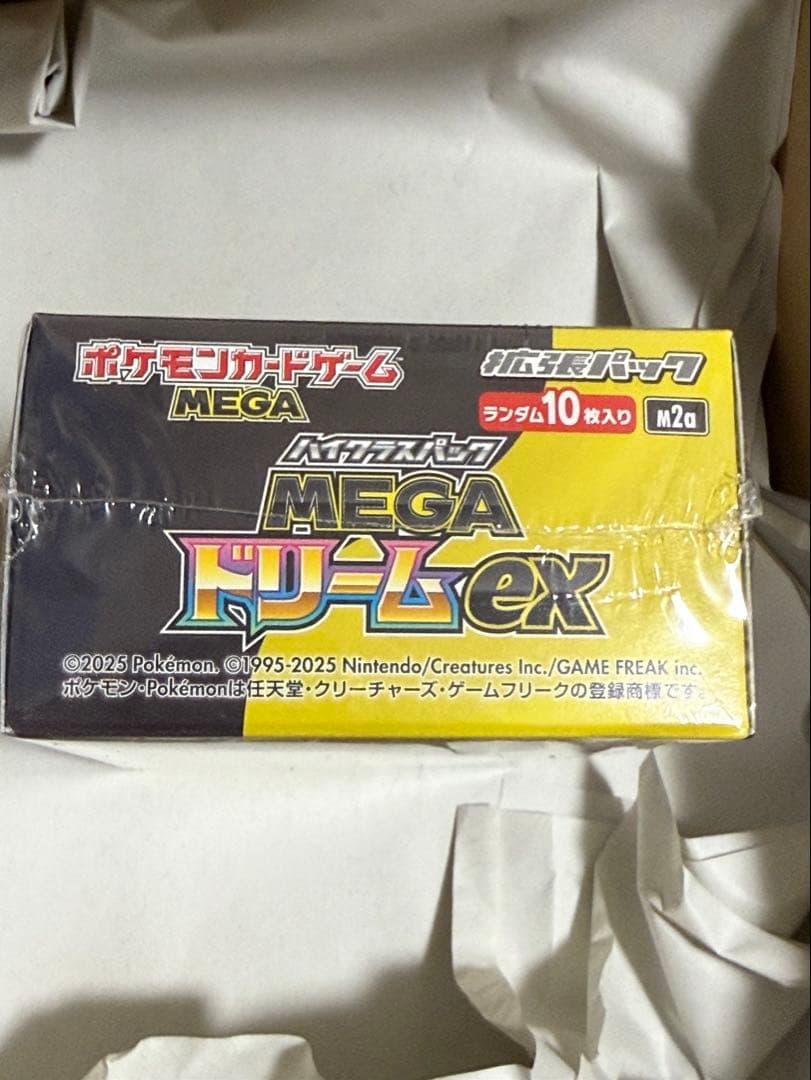 ポケモンカードゲーム™
MEGA
拡張パック
ランダム10枚入り
M2a
ハイクラスパック
MEGA
ドリームex
©2025 Pokémon. ©1995-2025 Nintendo/Creatures Inc./GAME FREAK inc.
ポケモン・Pokémonは任天堂・クリーチャーズ・ゲームフリークの登録商標です。